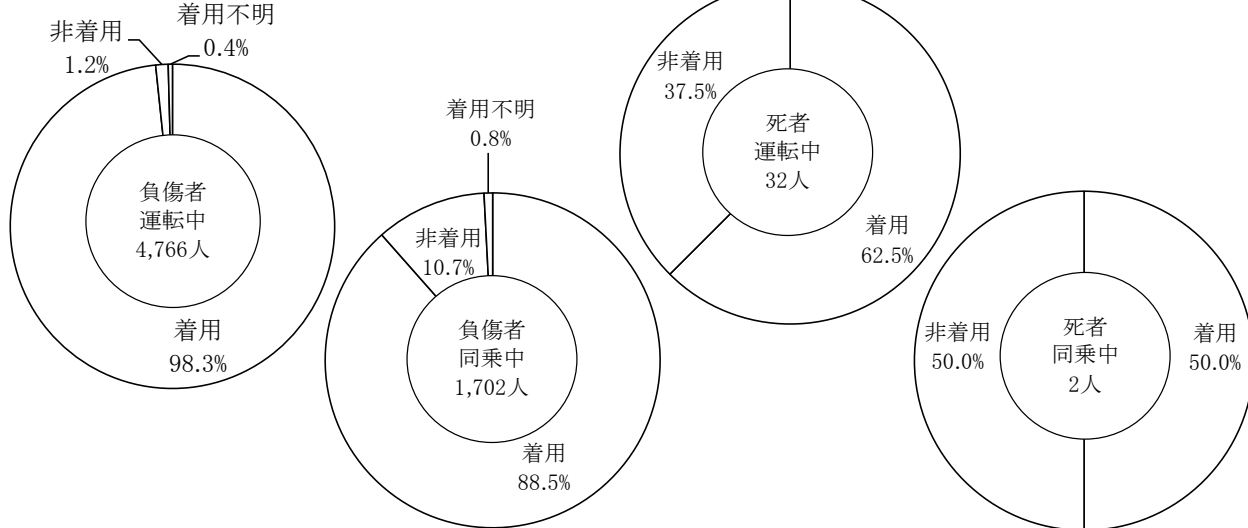 非着用
1.2%
着用不明
0.4%
負傷者
運転中
4,766人
着用
98.3%
着用不明
0.8%
非着用
10.7%
負傷者
同乗中
1,702人
着用
88.5%
非着用
37.5%
死者
運転中
32人
着用
62.5%
非着用
50.0%
死者
同乗中
2人
着用
50.0%